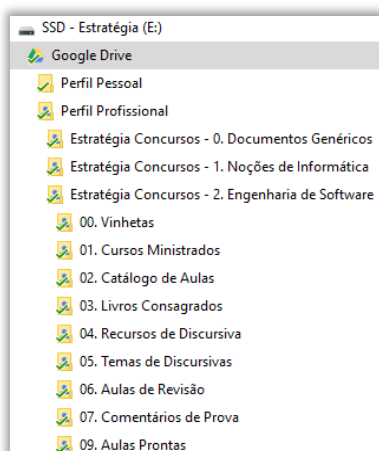 SSD - Estratégia (E:)
Google Drive
Perfil Pessoal
Perfil Profissional
Estratégia Concursos - 0. Documentos Genéricos
Estratégia Concursos - 1. Noções de Informática
Estratégia Concursos - 2. Engenharia de Software
00. Vinhetas
01. Cursos Ministrados
02. Catálogo de Aulas
03. Livros Consagrados
04. Recursos de Discursiva
05. Temas de Discursivas
06. Aulas de Revisão
07. Comentários de Prova
09. Aulas Prontas